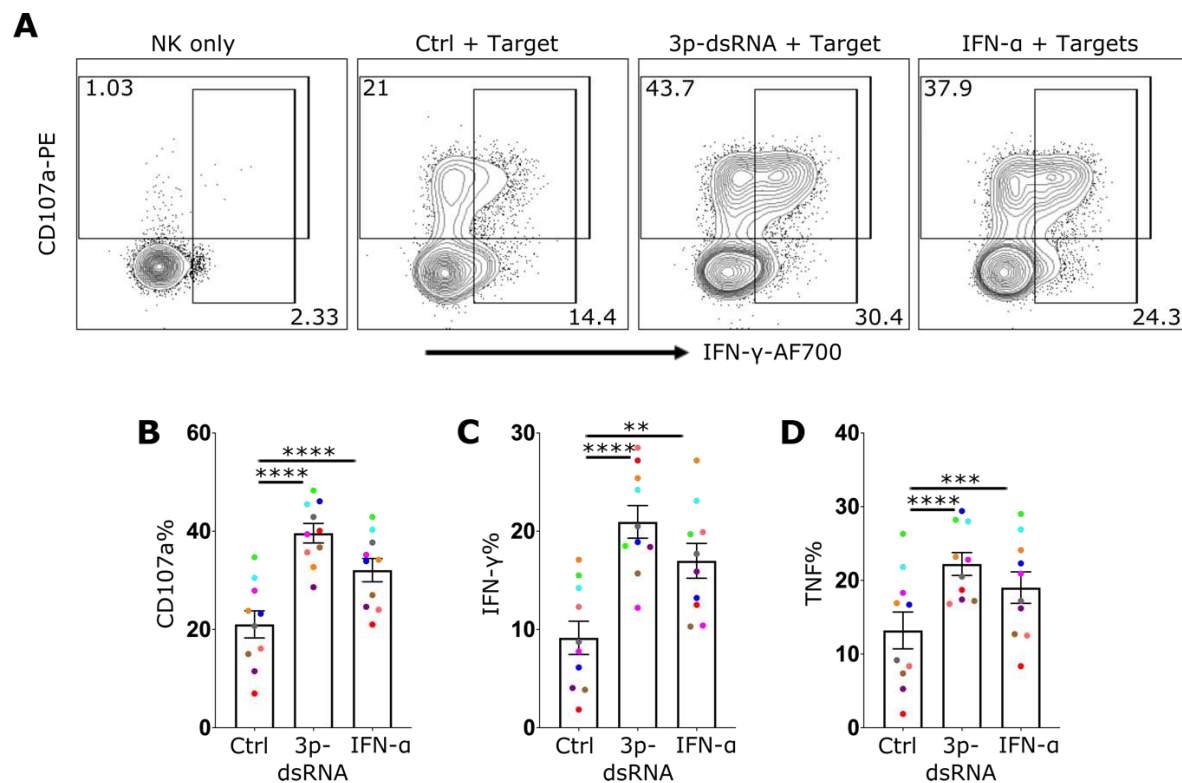 A
NK only
Ctrl + Target
3p-dsRNA + Target
IFN-α + Targets
CD107a-PE
1.03
2.33
21
14.4
43.7
30.4
37.9
24.3
IFN-γ-AF700
B
CD107a%
60
40
20
0
****
****
Ctrl
3p-
dsRNA
IFN-α
C
IFN-γ%
30
20
10
0
**
****
Ctrl
3p-
dsRNA
IFN-α
D
TNF%
40
30
20
10
0
***
****
Ctrl
3p-
dsRNA
IFN-α